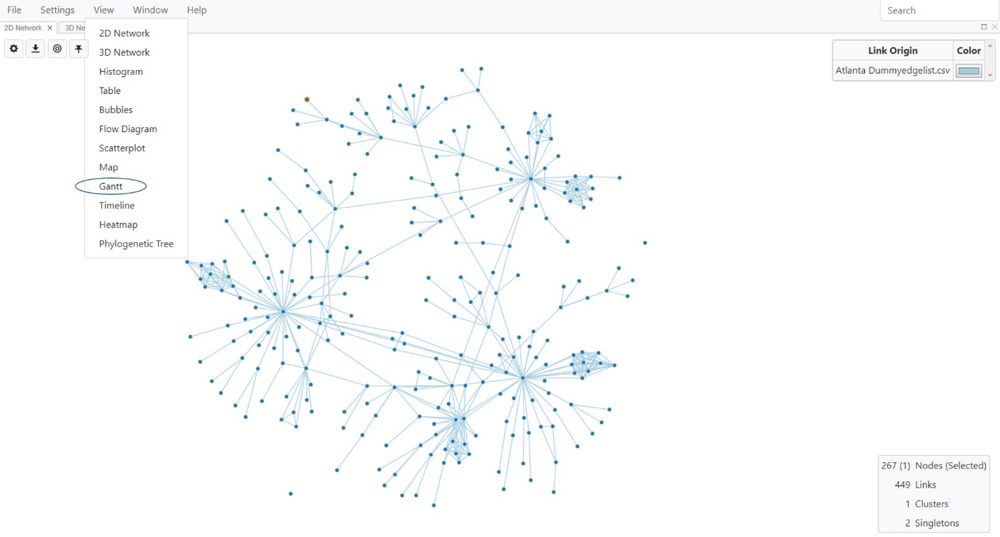 File Settings View Window Help Search
2D Network × 3D Ne
2D Network
3D Network
Histogram
Table
Bubbles
Flow Diagram
Scatterplot
Map
Gantt
Timeline
Heatmap
Phylogenetic Tree
Link Origin Color
Atlanta Dummyedgelist.csv
267 (1) Nodes (Selected)
449 Links
1 Clusters
2 Singletons